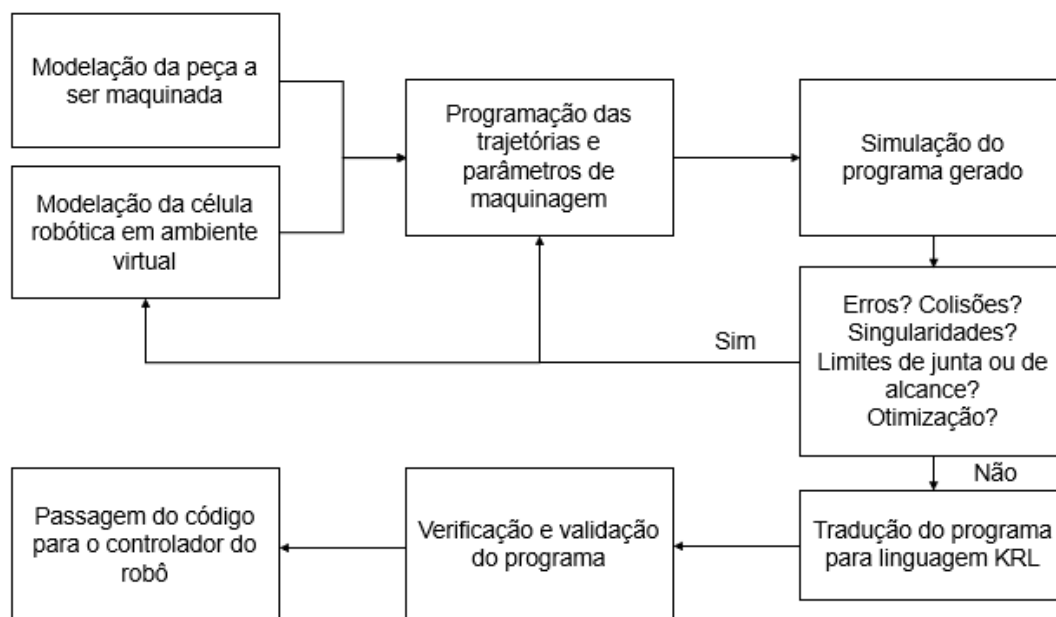 Modelação da peça a
ser maquinada
Modelação da célula
robótica em ambiente
virtual
Programação das
trajetórias e
parâmetros de
maquinagem
Simulação do
programa gerado
Erros? Colisões?
Singularidades?
Limites de junta ou de
alcance?
Otimização?
Sim
Não
Tradução do programa
para linguagem KRL
Verificação e validação
do programa
Passagem do código
para o controlador do
robô